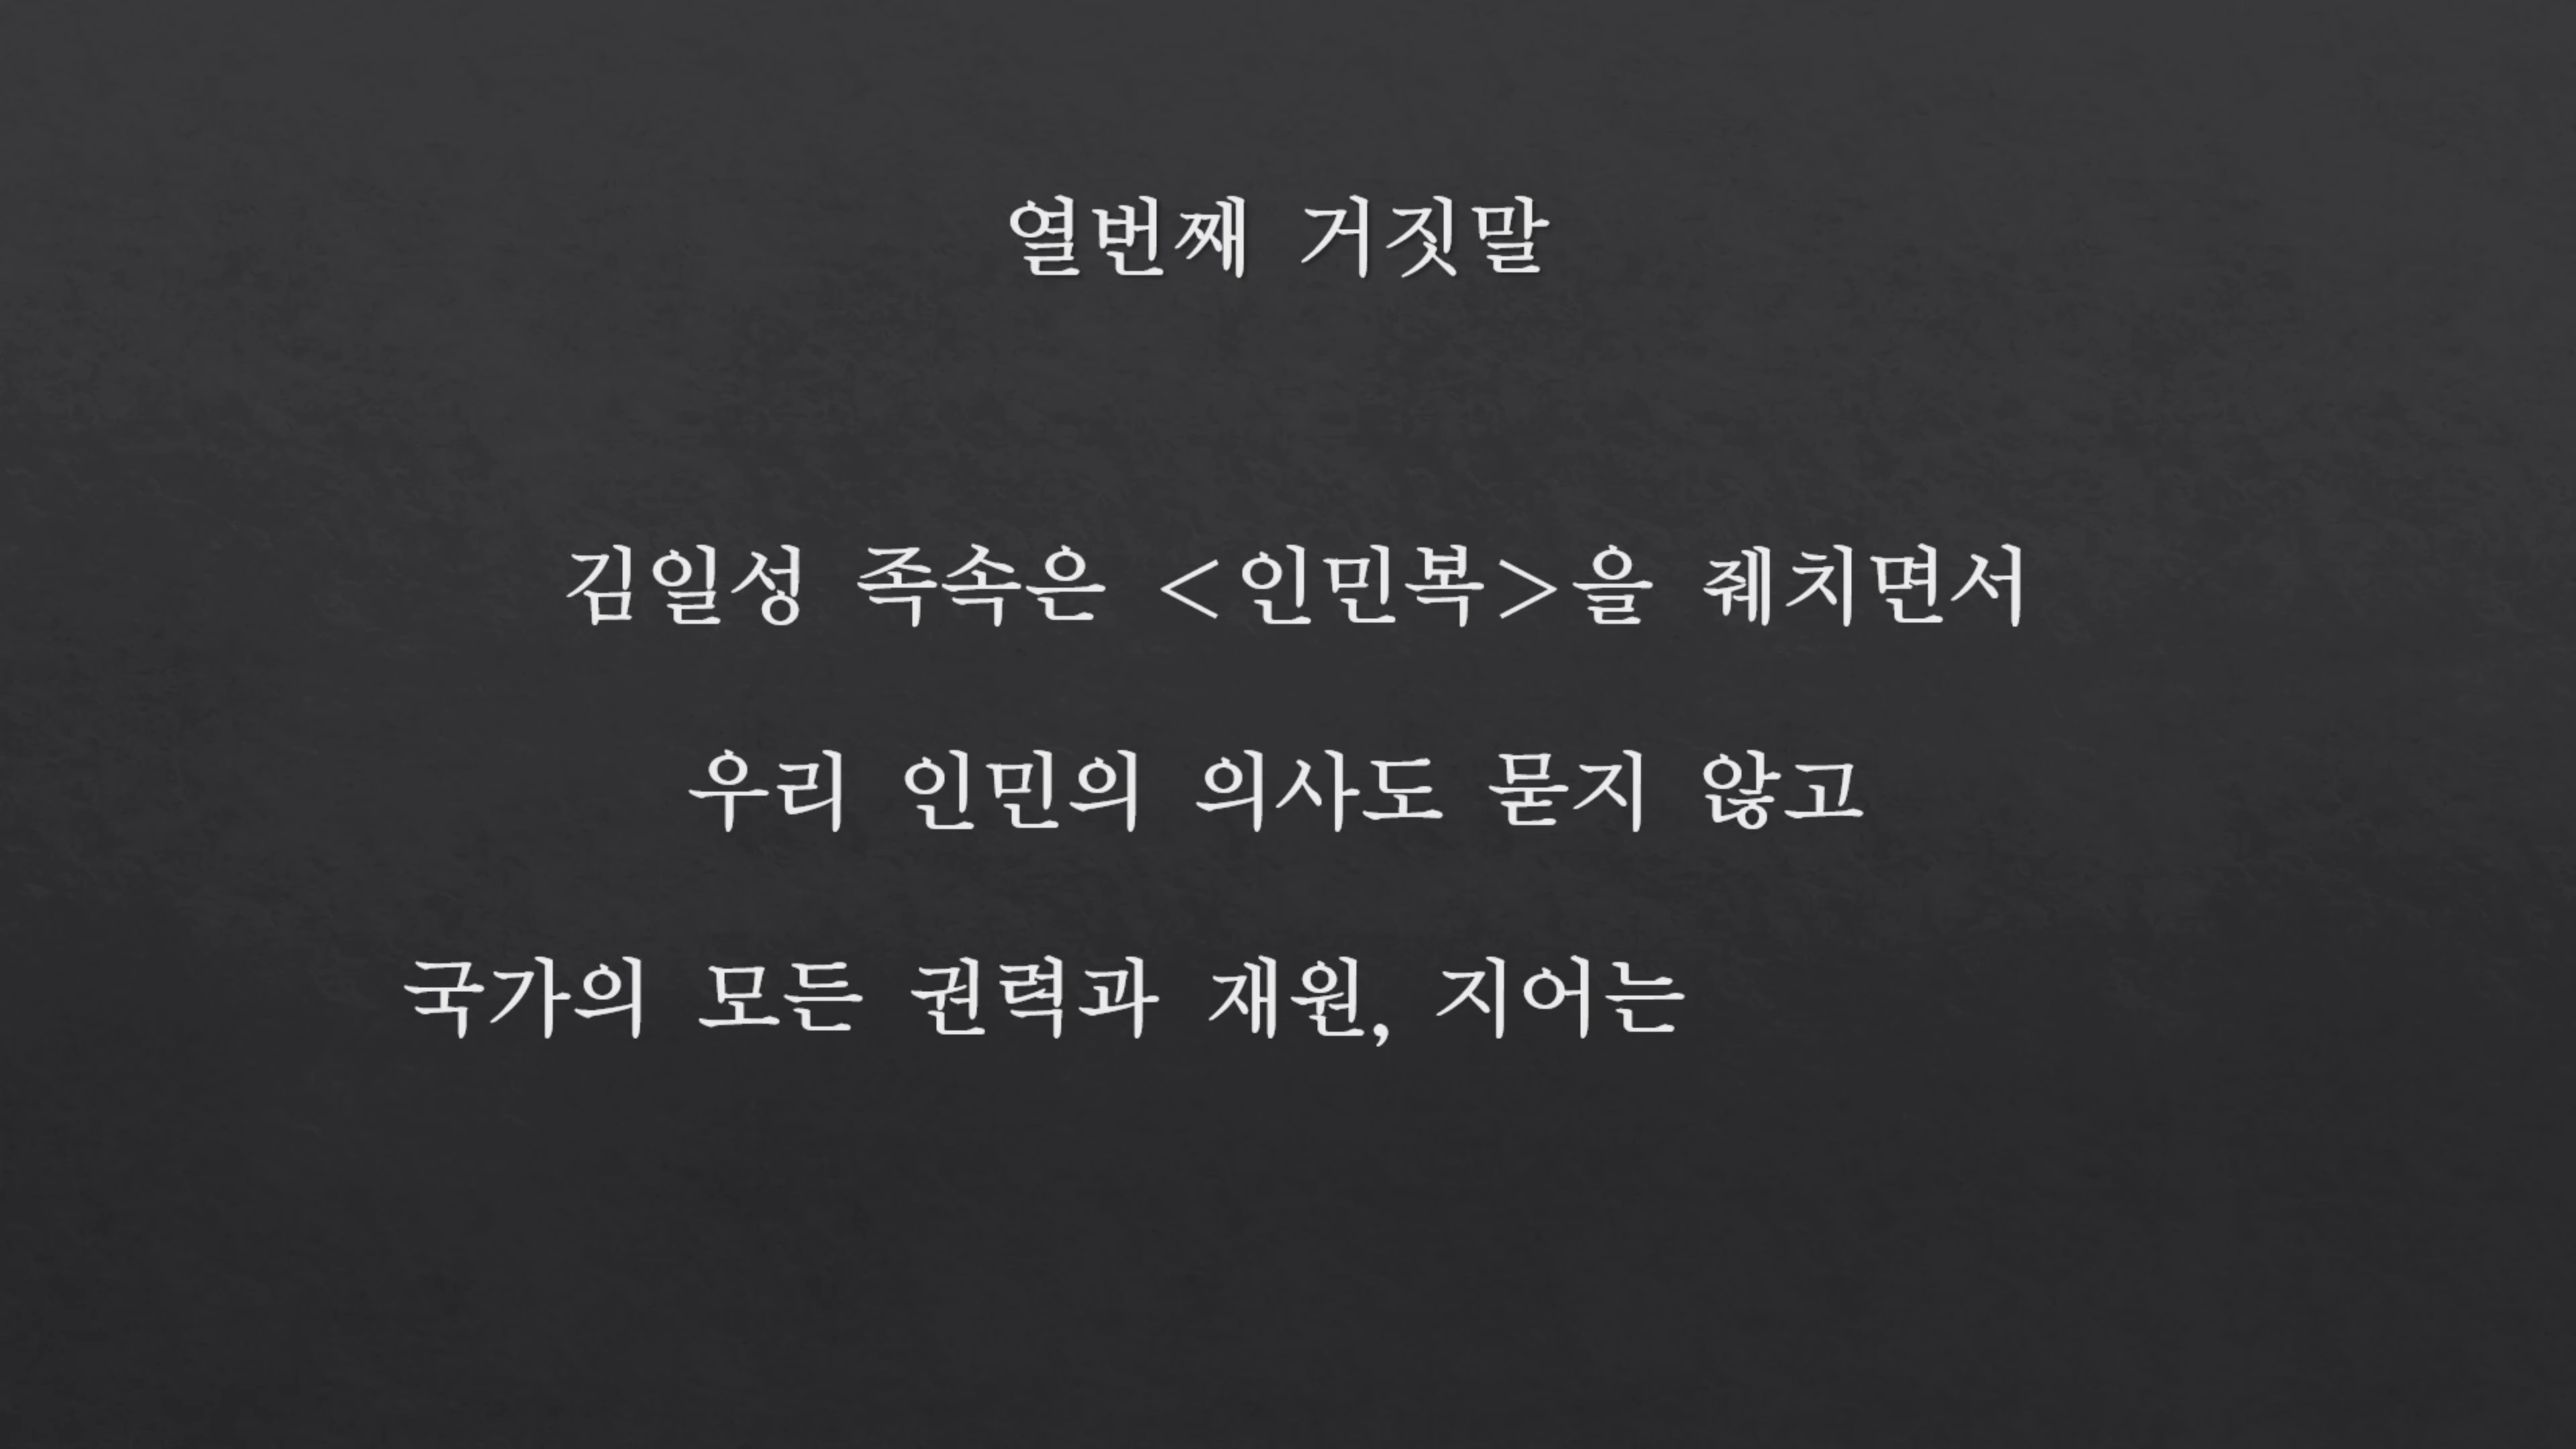 열번째 거짓말
김일성 족속은 <인민복>을 줴치면서
우리 인민의 의사도 묻지 않고
국가의 모든 권력과 재원, 지어는